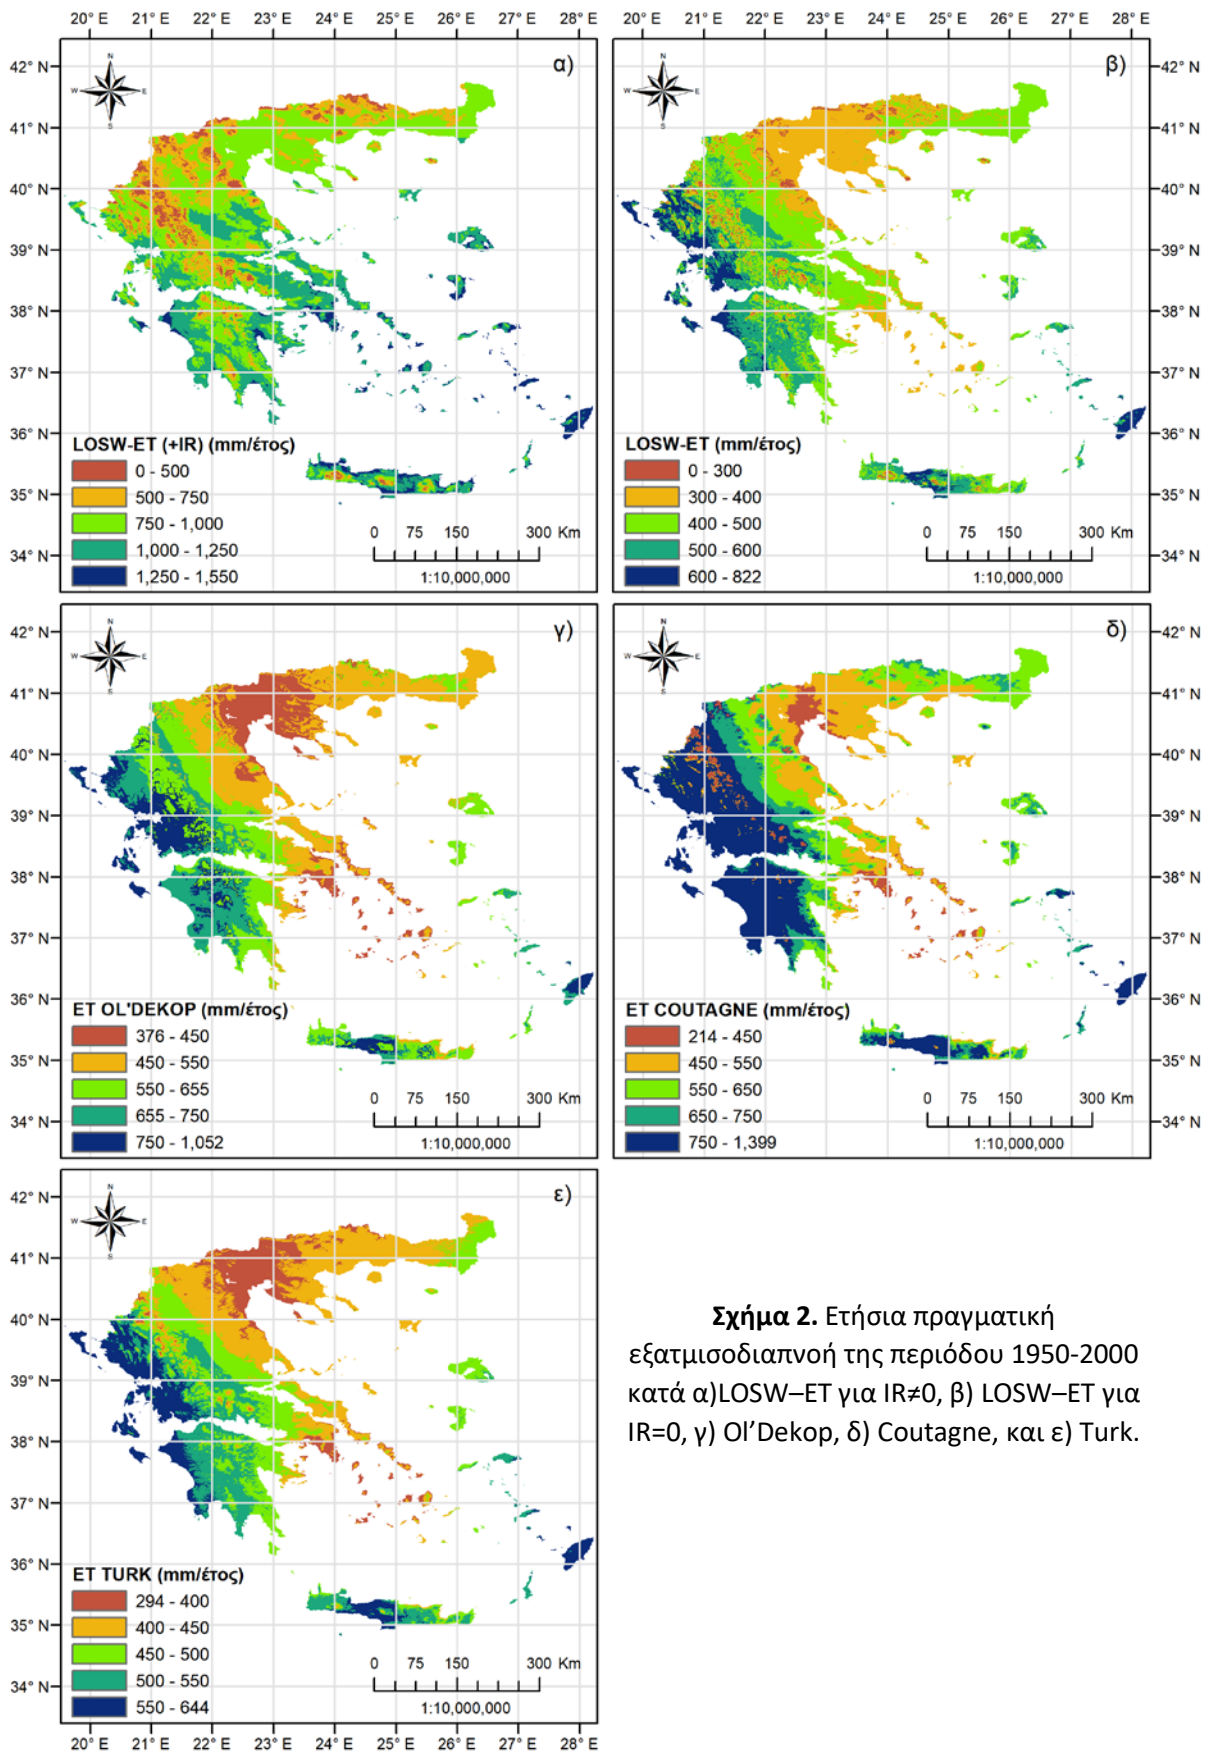 20° E 21° E 22° E 23° E 24° E 25° E 26° E 27° E 28° E
20° E 21° E 22° E 23° E 24° E 25° E 26° E 27° E 28° E
α)
N
W E
S
42° N
41° N
40° N
39° N
38° N
37° N
36° N
35° N
34° N
LOSW-ET (+IR) (mm/έτος)
0 - 500
500 - 750
750 - 1,000
1,000 - 1,250
1,250 - 1,550
0 75 150 300 Km
1:10,000,000
β)
N
W E
S
42° N
41° N
40° N
39° N
38° N
37° N
36° N
35° N
34° N
LOSW-ET (mm/έτος)
0 - 300
300 - 400
400 - 500
500 - 600
600 - 822
0 75 150 300 Km
1:10,000,000
γ)
N
W E
S
42° N
41° N
40° N
39° N
38° N
37° N
36° N
35° N
34° N
ET OL'DEKOP (mm/έτος)
376 - 450
450 - 550
550 - 655
655 - 750
750 - 1,052
0 75 150 300 Km
1:10,000,000
δ)
N
W E
S
42° N
41° N
40° N
39° N
38° N
37° N
36° N
35° N
34° N
ET COUTAGNE (mm/έτος)
214 - 450
450 - 550
550 - 650
650 - 750
750 - 1,399
0 75 150 300 Km
1:10,000,000
ε)
N
W E
S
42° N
41° N
40° N
39° N
38° N
37° N
36° N
35° N
34° N
ET TURK (mm/έτος)
294 - 400
400 - 450
450 - 500
500 - 550
550 - 644
0 75 150 300 Km
1:10,000,000
20° E 21° E 22° E 23° E 24° E 25° E 26° E 27° E 28° E
Σχήμα 2. Ετήσια πραγματική
εξατμισοδιαπνοή της περιόδου 1950-2000
κατά α)LOSW–ET για IR≠0, β) LOSW–ET για
IR=0, γ) Ol’Dekop, δ) Coutagne, και ε) Turk.